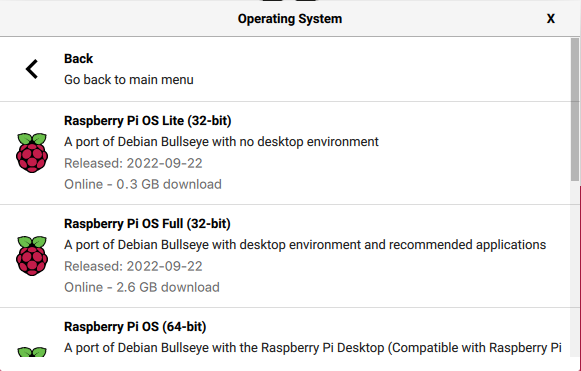 Operating System
X
Back
Go back to main menu
Raspberry Pi OS Lite (32-bit)
A port of Debian Bullseye with no desktop environment
Released: 2022-09-22
Online - 0.3 GB download
Raspberry Pi OS Full (32-bit)
A port of Debian Bullseye with desktop environment and recommended applications
Released: 2022-09-22
Online - 2.6 GB download
Raspberry Pi OS (64-bit)
A port of Debian Bullseye with the Raspberry Pi Desktop (Compatible with Raspberry Pi